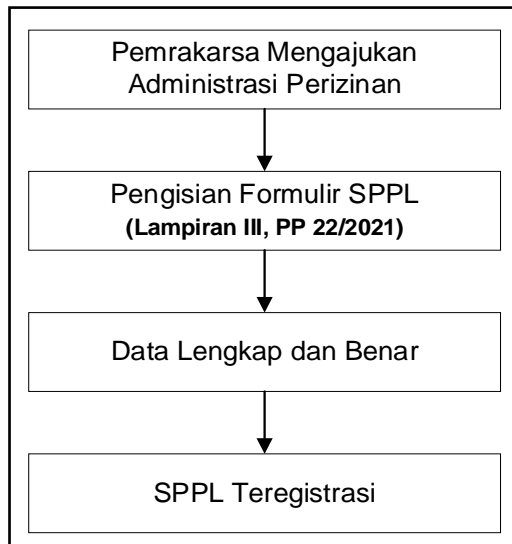 Pemrakarsa Mengajukan
Administrasi Perizinan
Pengisian Formulir SPPL
(Lampiran III, PP 22/2021)
Data Lengkap dan Benar
SPPL Teregistrasi